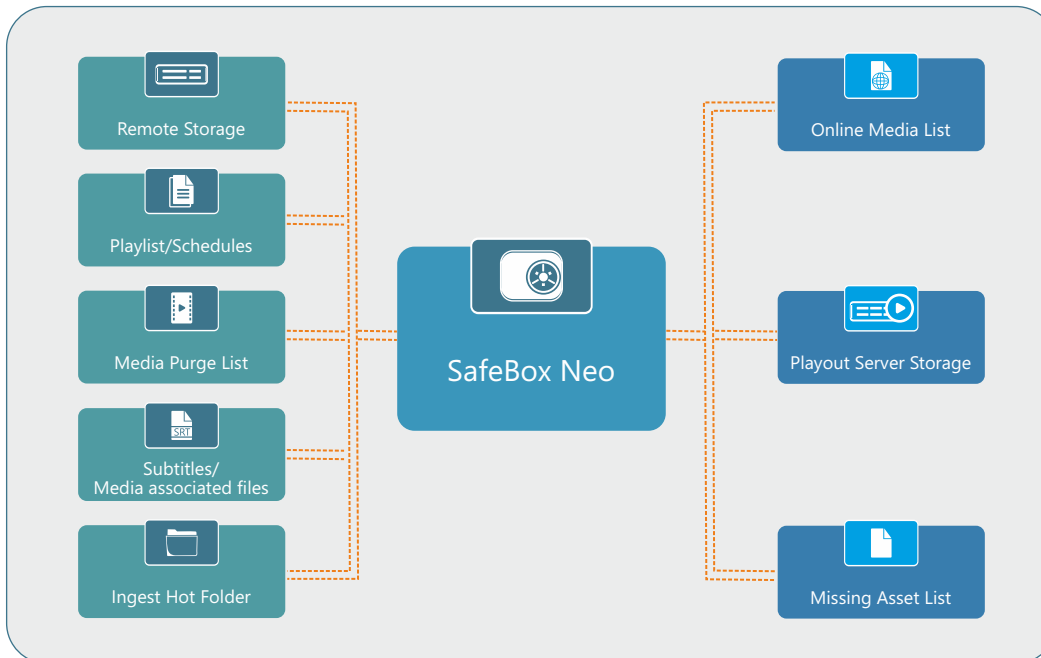 Remote Storage
Playlist/Schedules
Media Purge List
SRT
Subtitles/
Media associated files
Ingest Hot Folder
SafeBox Neo
Online Media List
Playout Server Storage
Missing Asset List